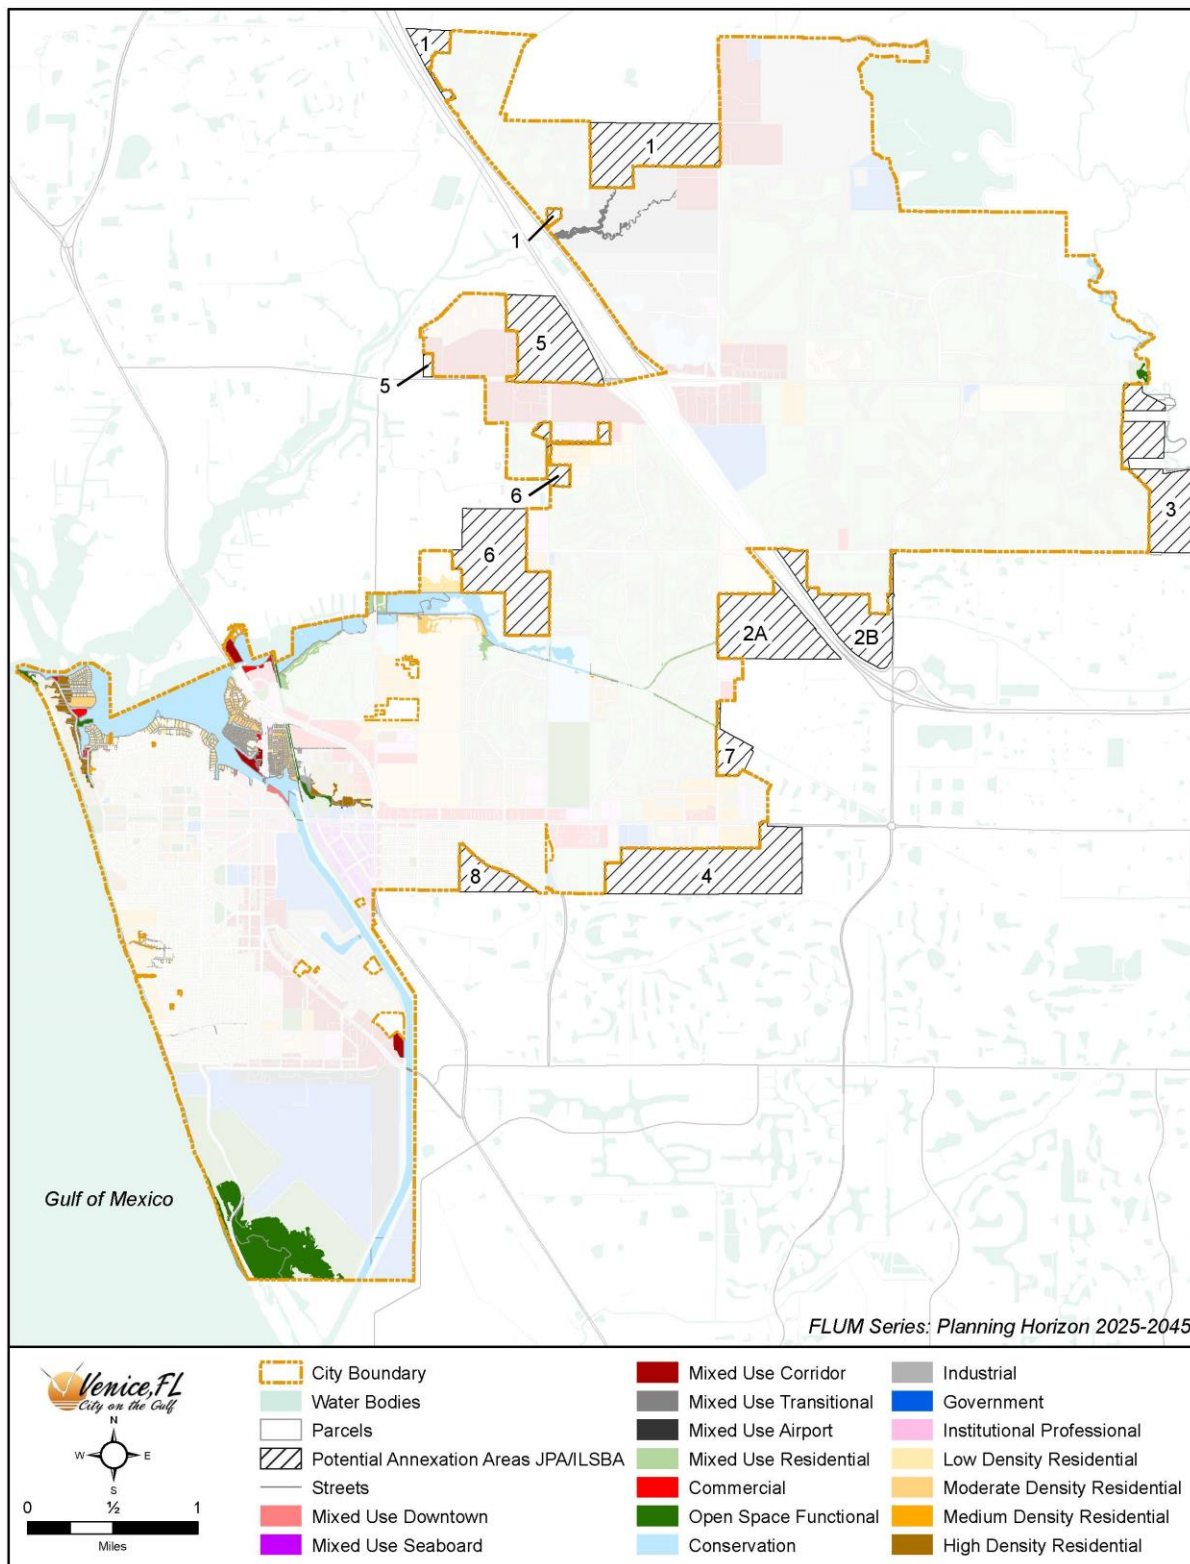 1
1
1
5
5
6
6
3
2A
2B
7
8
4
Gulf of Mexico
FLUM Series: Planning Horizon 2025-2045
Venice, FL
City on the Gulf
N
W
E
S
0
½
1
Miles
City Boundary
Water Bodies
Parcels
Potential Annexation Areas JPA/ILSBA
Streets
Mixed Use Downtown
Mixed Use Seaboard
Mixed Use Corridor
Mixed Use Transitional
Mixed Use Airport
Mixed Use Residential
Commercial
Open Space Functional
Conservation
Industrial
Government
Institutional Professional
Low Density Residential
Moderate Density Residential
Medium Density Residential
High Density Residential